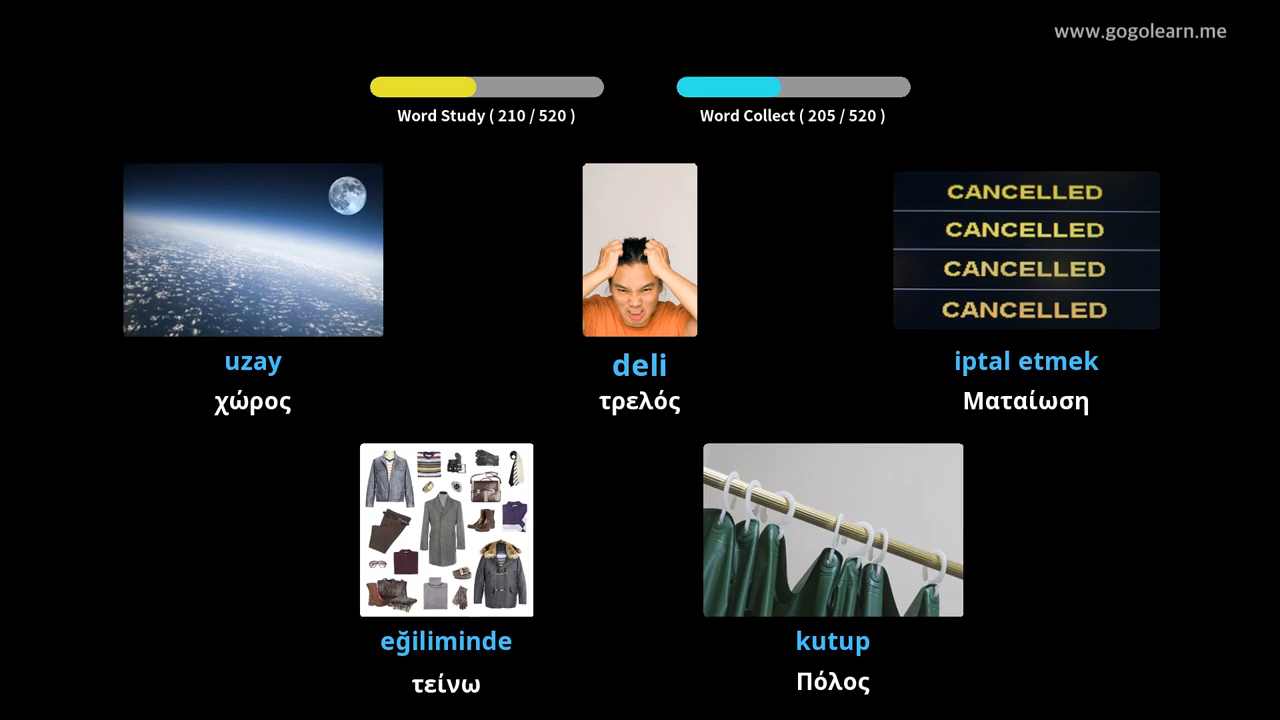 www.gogolearn.me
Word Study ( 210 / 520 )
Word Collect ( 205 / 520 )
CANCELLED
CANCELLED
CANCELLED
CANCELLED
uzay
χώρος
deli
τρελός
iptal etmek
Ματαίωση
eğiliminde
τείνω
kutup
Πόλος